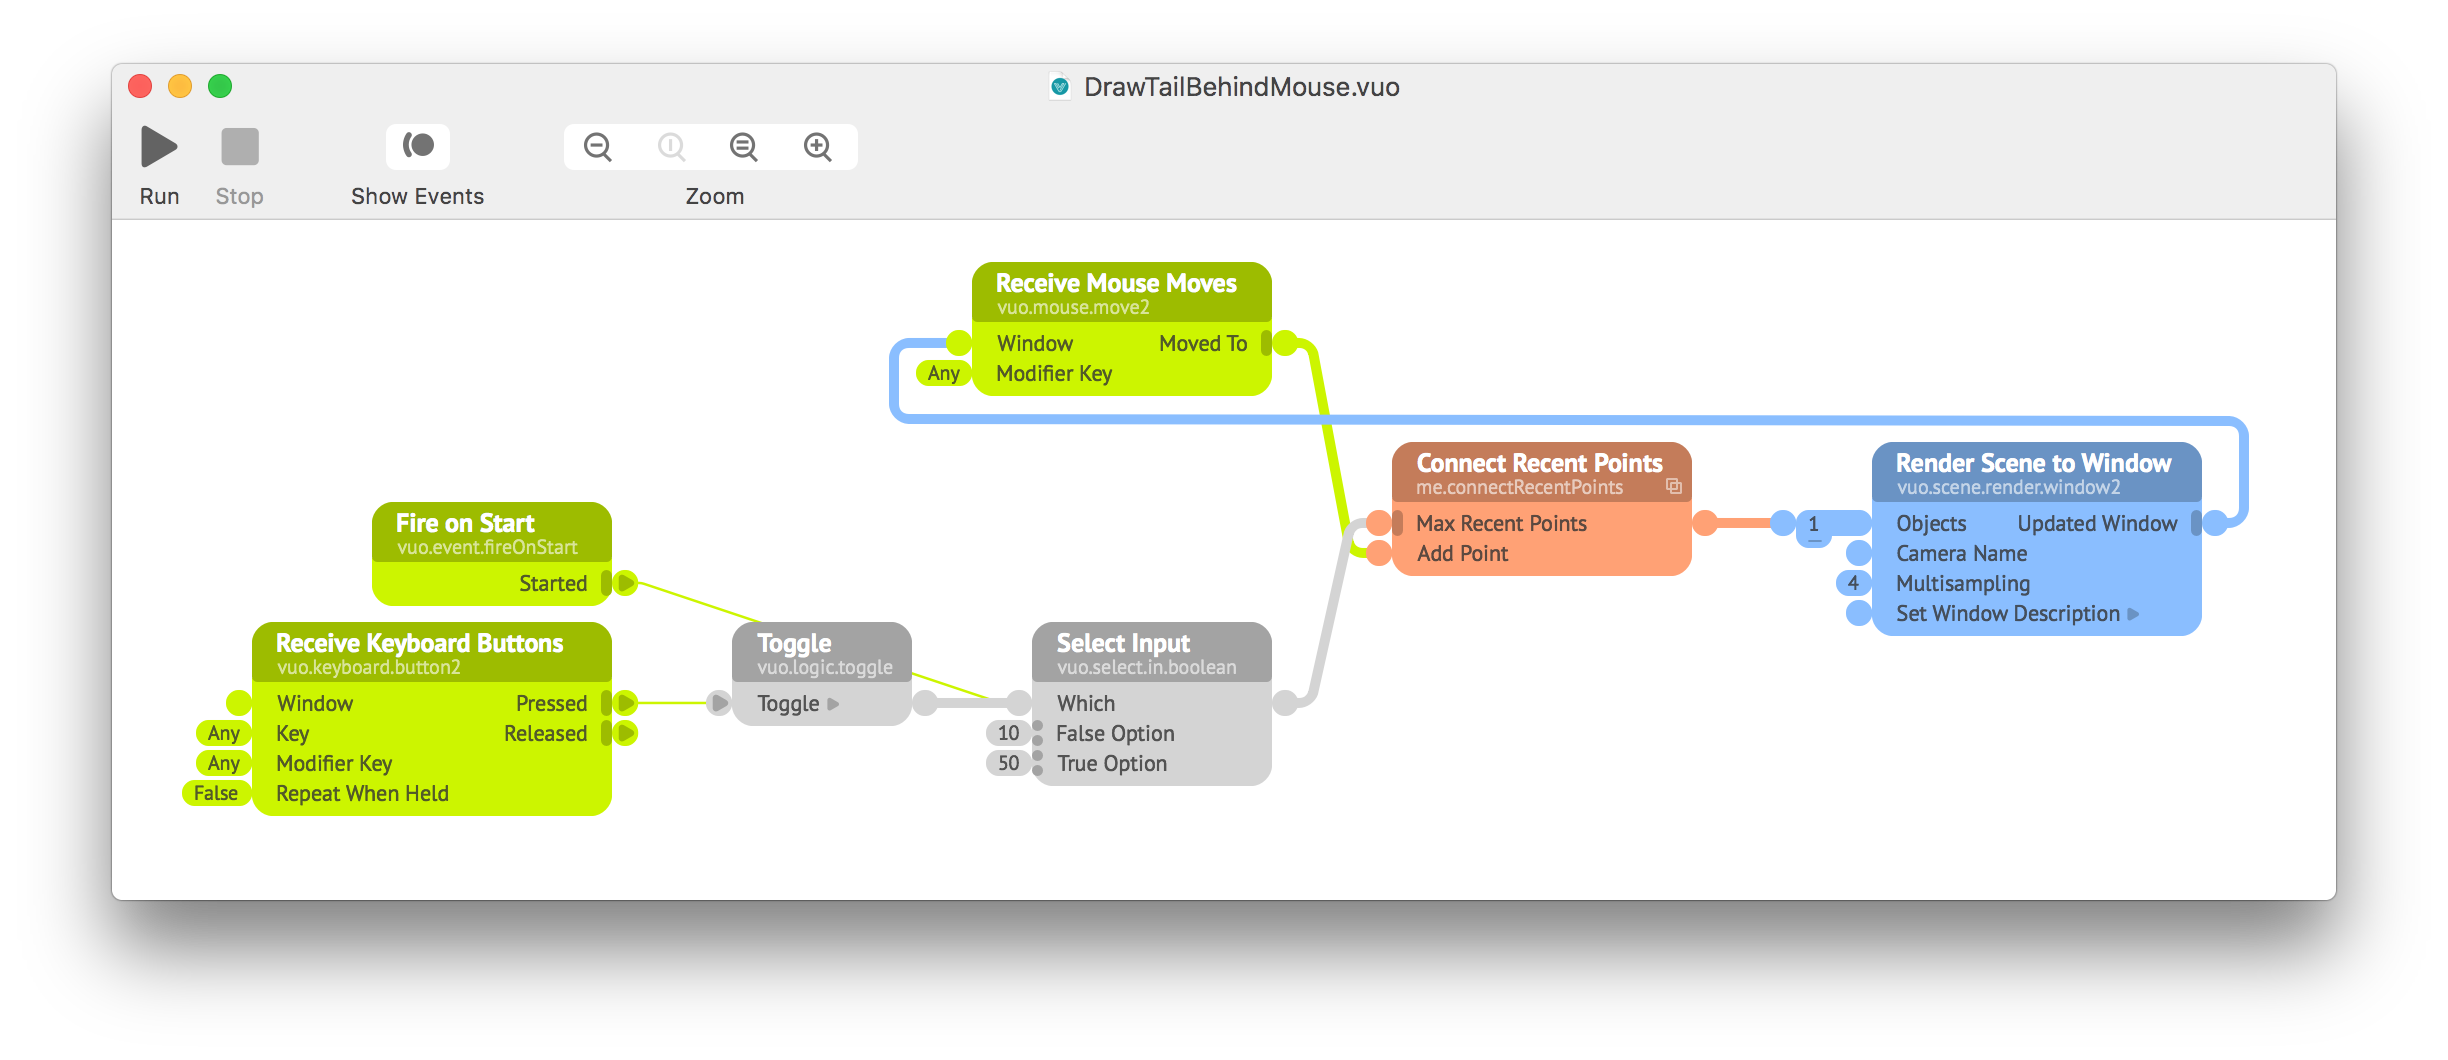 DrawTailBehindMouse.vuo
Run
Stop
Show Events
Zoom
Receive Mouse Moves
vuo.mouse.move2
Window
Moved To
Any
Modifier Key
Connect Recent Points
me.connectRecentPoints
Max Recent Points
Add Point
Render Scene to Window
vuo.scene.render.window2
1
Objects
Updated Window
Camera Name
4
Multisampling
Set Window Description
Fire on Start
vuo.event.fireOnStart
Started
Receive Keyboard Buttons
vuo.keyboard.button2
Window
Pressed
Any
Key
Released
Any
Modifier Key
False
Repeat When Held
Toggle
vuo.logic.toggle
Toggle
Select Input
vuo.select.in.boolean
Which
10
False Option
50
True Option